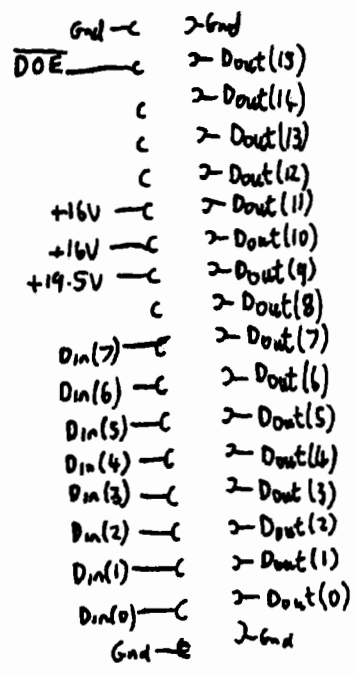 Gnd Gnd
DOE Dout(15)
Dout(14)
Dout(13)
Dout(12)
+16V Dout(11)
+16V Dout(10)
+19.5V Dout(9)
Dout(8)
Din(7) Dout(7)
Din(6) Dout(6)
Din(5) Dout(5)
Din(4) Dout(4)
Din(3) Dout(3)
Din(2) Dout(2)
Din(1) Dout(1)
Din(0) Dout(0)
Gnd Gnd